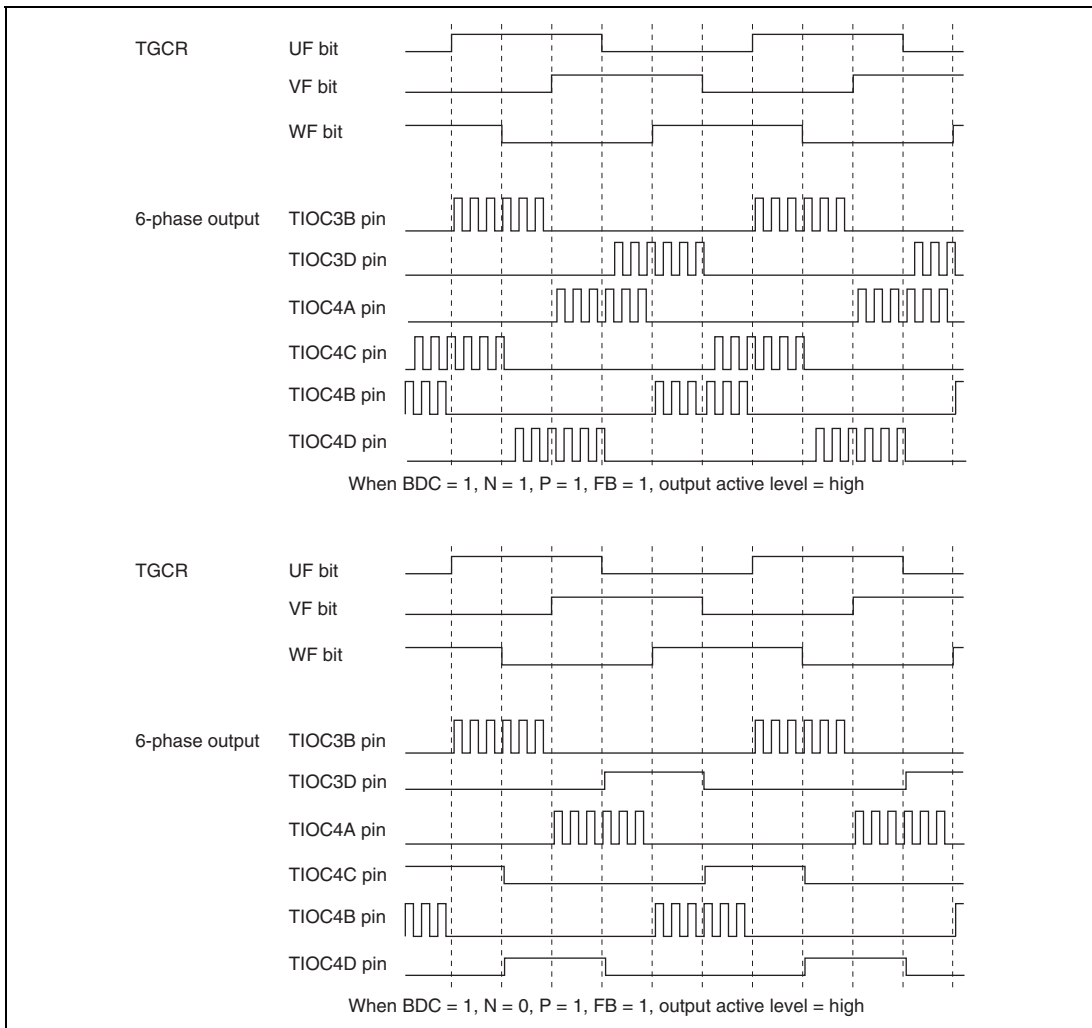 TGCR UF bit
VF bit
WF bit
6-phase output TIOC3B pin
TIOC3D pin
TIOC4A pin
TIOC4C pin
TIOC4B pin
TIOC4D pin
When BDC = 1, N = 1, P = 1, FB = 1, output active level = high
TGCR UF bit
VF bit
WF bit
6-phase output TIOC3B pin
TIOC3D pin
TIOC4A pin
TIOC4C pin
TIOC4B pin
TIOC4D pin
When BDC = 1, N = 0, P = 1, FB = 1, output active level = high